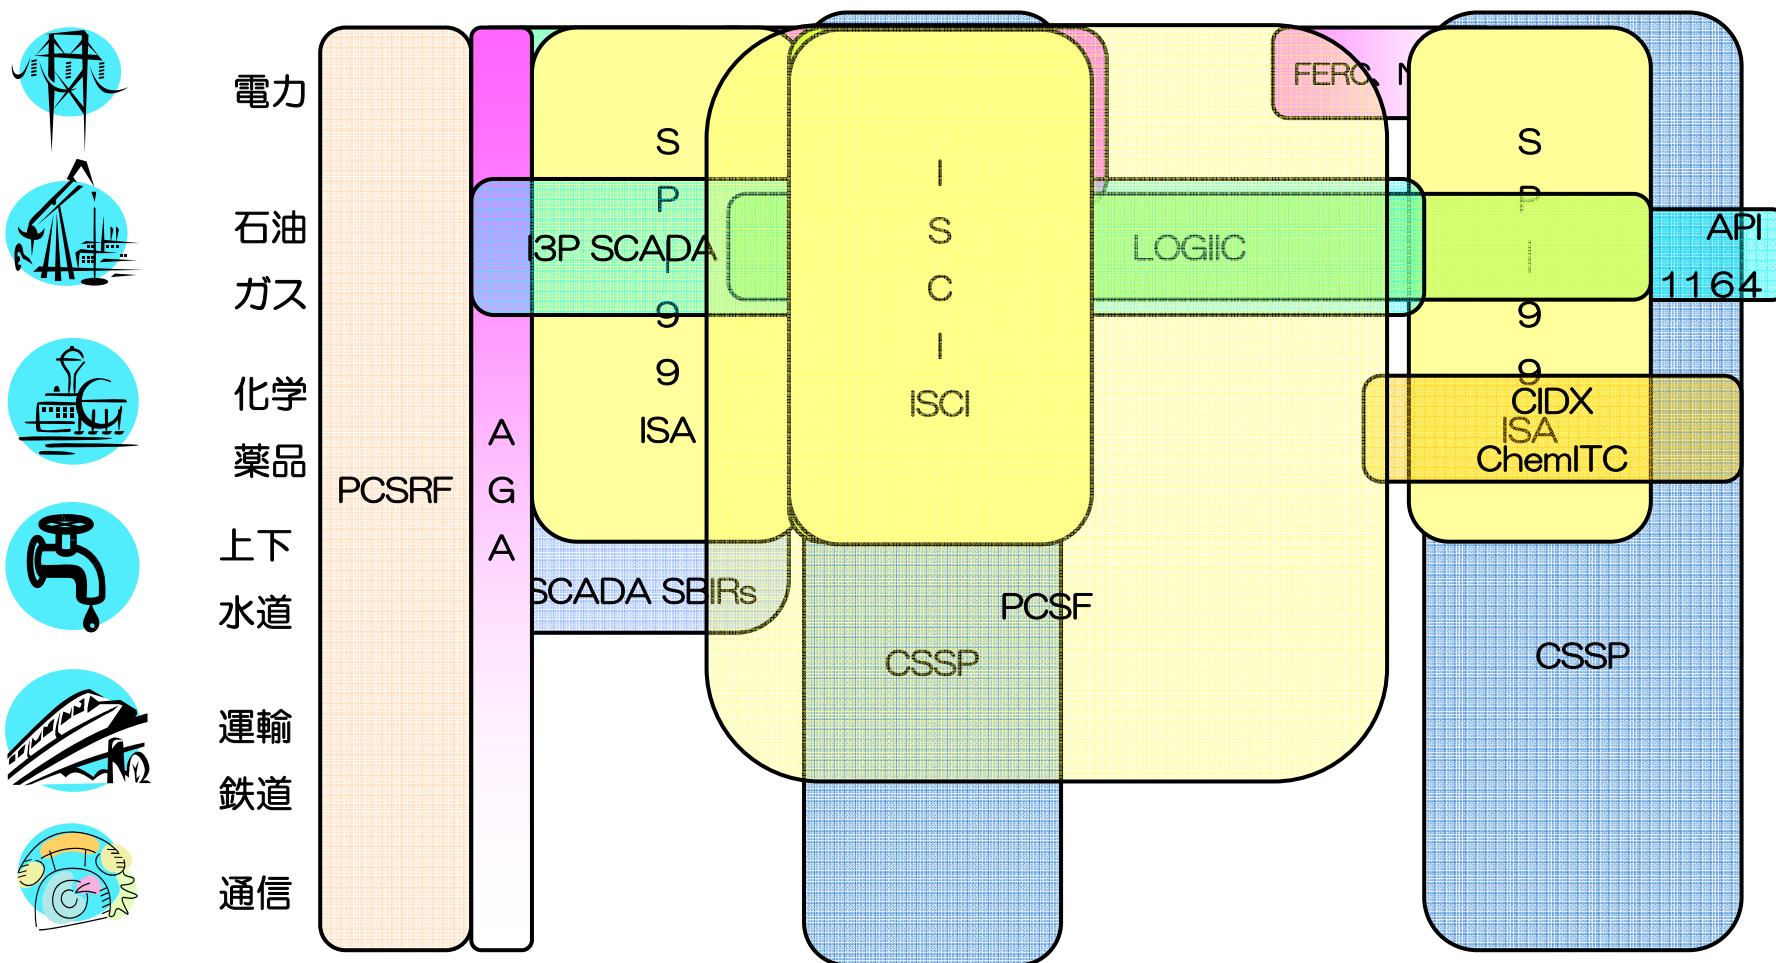 電力
石油
ガス
化学
薬品
上下
水道
運輸
鉄道
通信
PCSRF
A
G
A
S
P
I
9
9
ISA
I3P SCADA
SCADA SBIRs
I
S
C
I
ISCI
CSSP
PCSF
LOGIIC
FERC,
S
P
9
9
ISA
CIDX
ChemITC
API
1164
CSSP